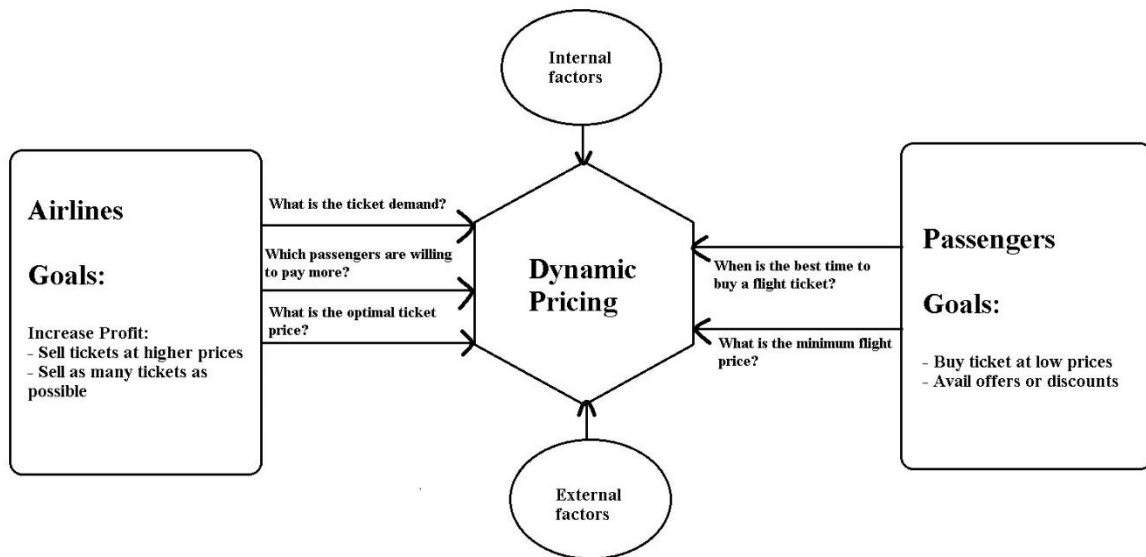 Internal
factors
Airlines
Goals:
Increase Profit:
- Sell tickets at higher prices
- Sell as many tickets as
possible
What is the ticket demand?
Which passengers are willing
to pay more?
What is the optimal ticket
price?
Dynamic
Pricing
When is the best time to
buy a flight ticket?
What is the minimum flight
price?
Passengers
Goals:
- Buy ticket at low prices
- Avail offers or discounts
External
factors